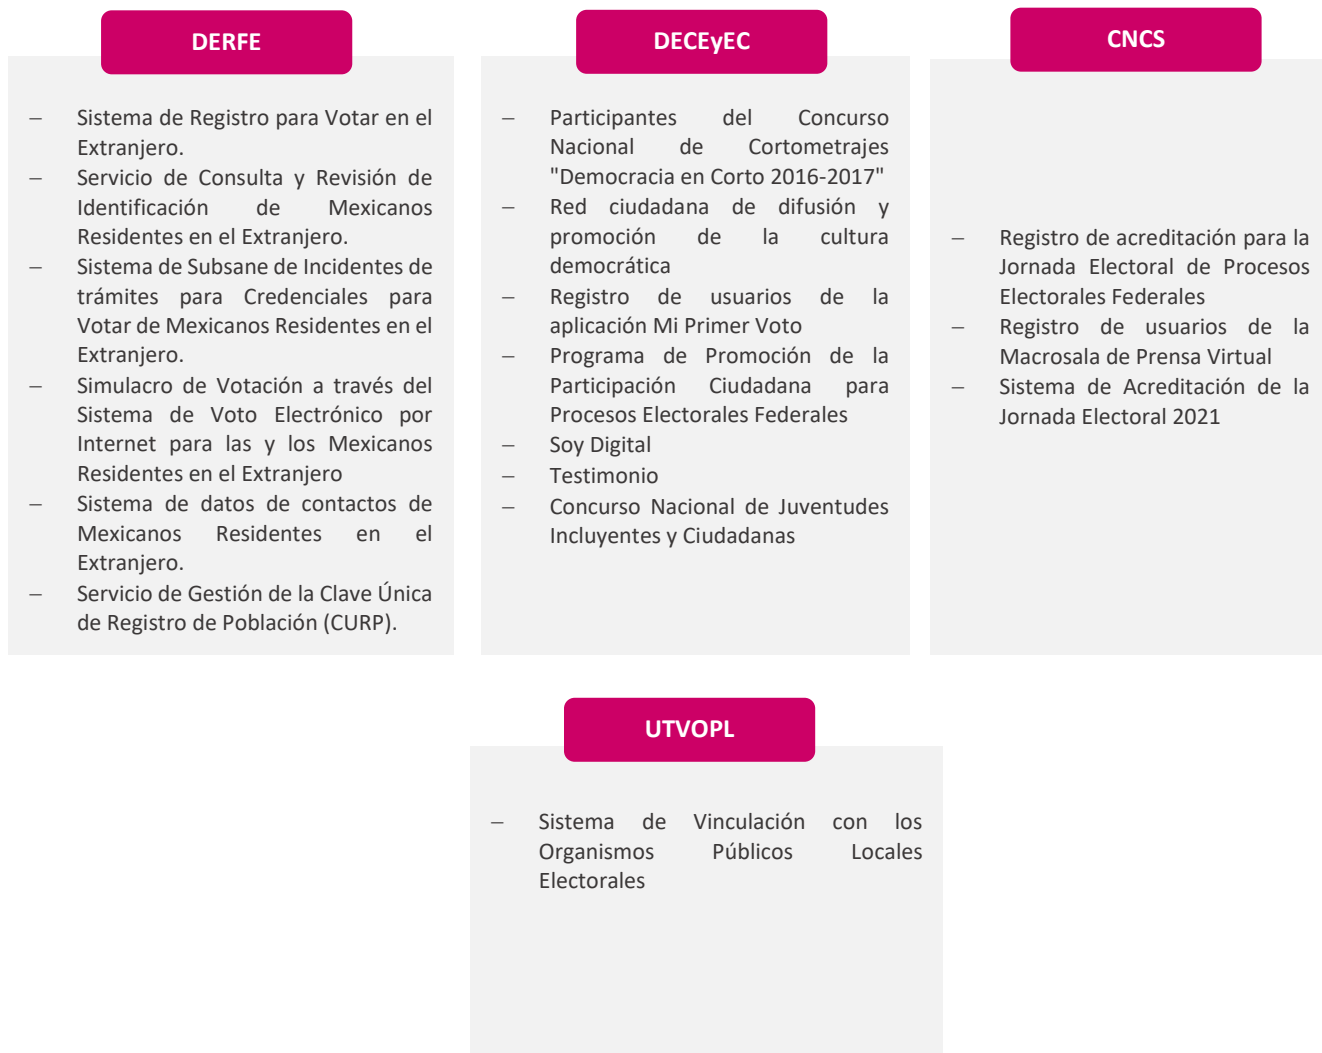 DERFE
– Sistema de Registro para Votar en el
Extranjero.
– Servicio de Consulta y Revisión de
Identificación de Mexicanos
Residentes en el Extranjero.
– Sistema de Subsane de Incidentes de
trámites para Credenciales para
Votar de Mexicanos Residentes en el
Extranjero.
– Simulacro de Votación a través del
Sistema de Voto Electrónico por
Internet para las y los Mexicanos
Residentes en el Extranjero
– Sistema de datos de contactos de
Mexicanos Residentes en el
Extranjero.
– Servicio de Gestión de la Clave Única
de Registro de Población (CURP).
DECEyEC
– Participantes del Concurso
Nacional de Cortometrajes
"Democracia en Corto 2016-2017"
– Red ciudadana de difusión y
promoción de la cultura
democrática
– Registro de usuarios de la
aplicación Mi Primer Voto
– Programa de Promoción de la
Participación Ciudadana para
Procesos Electorales Federales
– Soy Digital
– Testimonio
– Concurso Nacional de Juventudes
Incluyentes y Ciudadanas
CNCS
– Registro de acreditación para la
Jornada Electoral de Procesos
Electorales Federales
– Registro de usuarios de la
Macrosala de Prensa Virtual
– Sistema de Acreditación de la
Jornada Electoral 2021
UTVOPL
– Sistema de Vinculación con los
Organismos Públicos Locales
Electorales